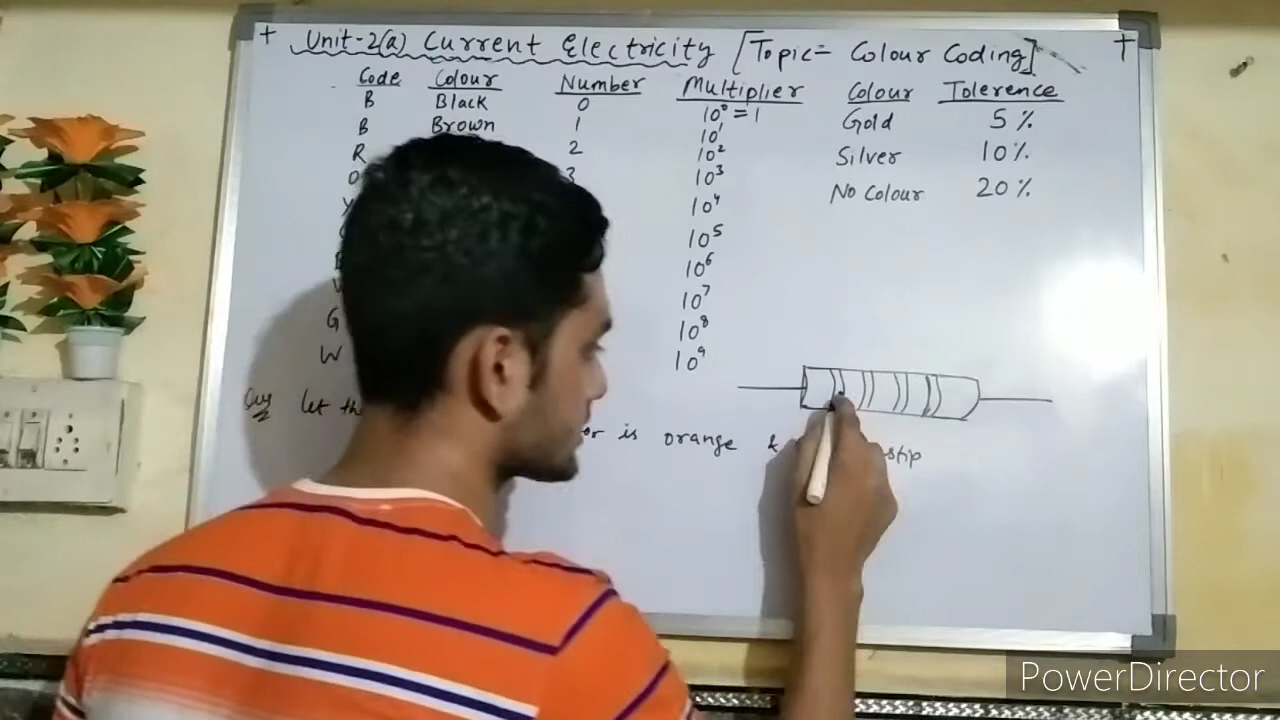 + Unit-2(a) Current Electricity [Topic= Colour Coding] +
Code Colour Number Multiplier Colour Tolerence
B Black 0 10⁰ = 1 Gold 5 %
B Brown 1 10¹
R 2 10² Silver 10 %
O 3 10³
Y 10⁴ No Colour 20 %
10⁵
10⁶
10⁷
G 10⁸
W 10⁹
Que let
or is orange &
PowerDirector